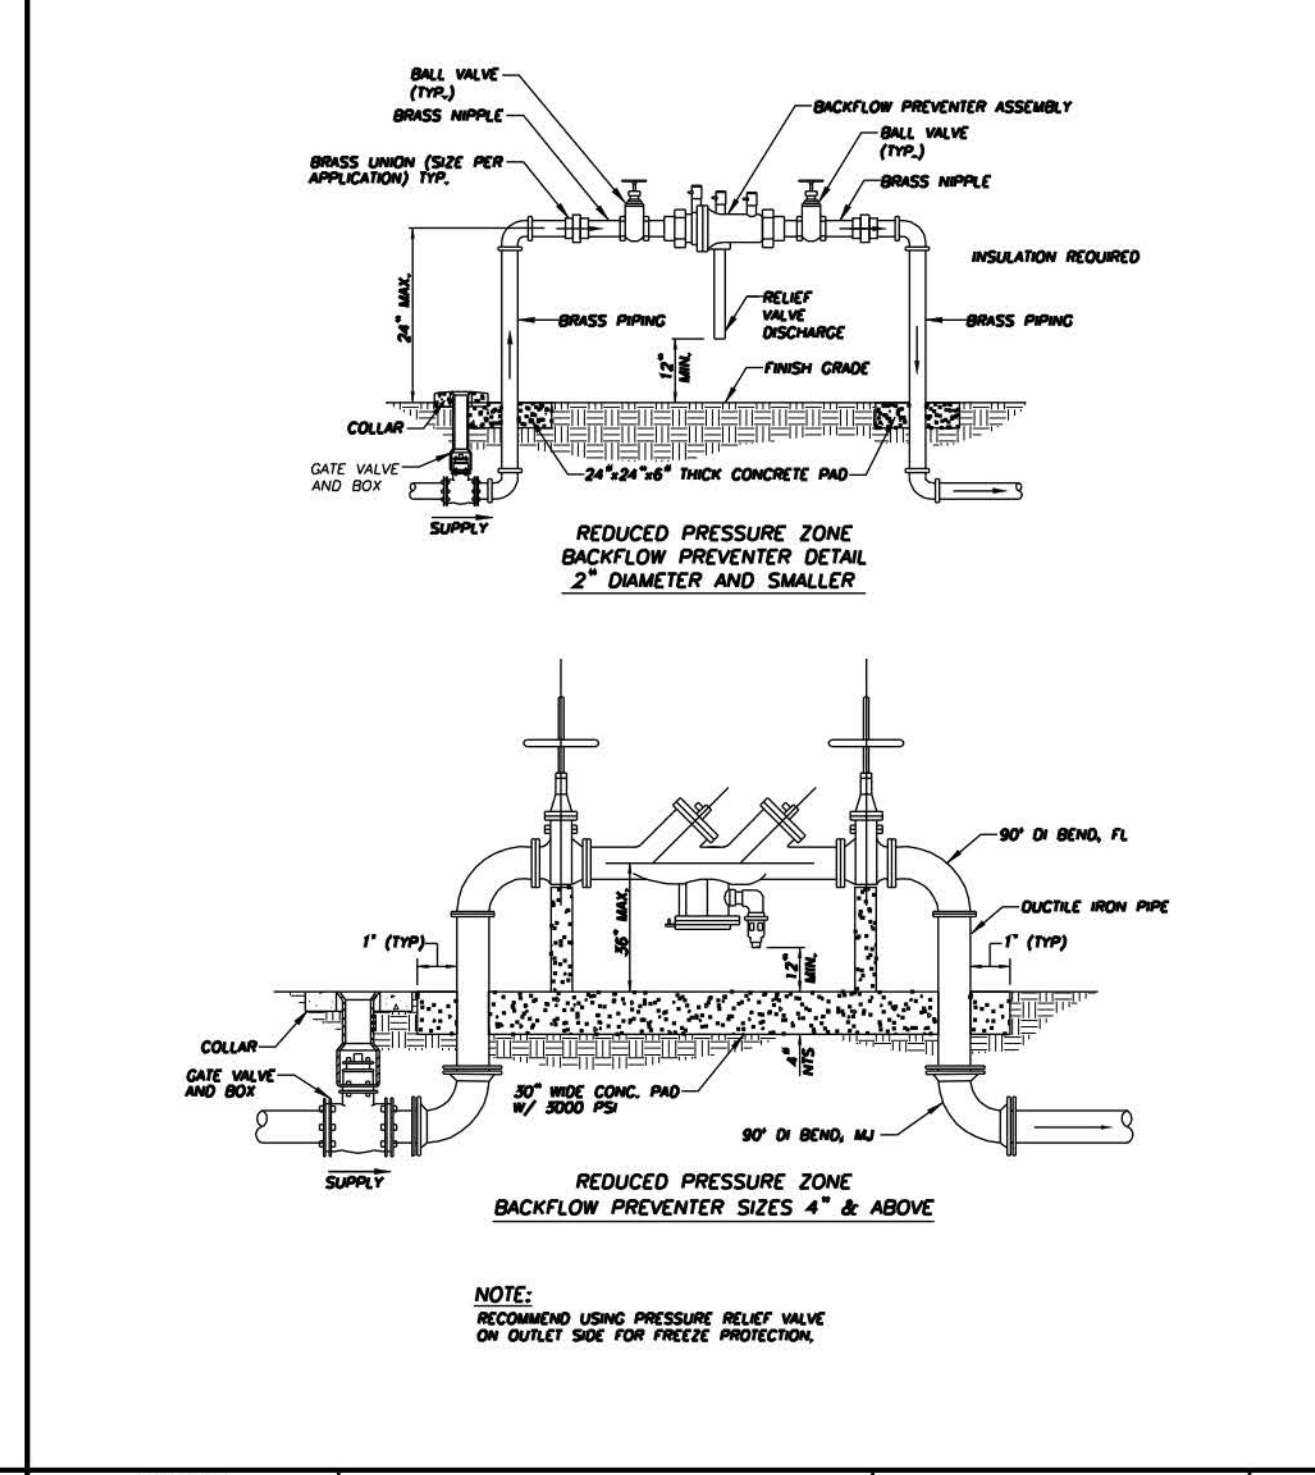 BALL VALVE
(TYP.)
BRASS NIPPLE
BRASS UNION (SIZE PER
APPLICATION) TYP.
BACKFLOW PREVENTER ASSEMBLY
BALL VALVE
(TYP.)
BRASS NIPPLE
INSULATION REQUIRED
24" MAX.
BRASS PIPING
RELIEF
VALVE
DISCHARGE
BRASS PIPING
12"
MIN.
FINISH GRADE
COLLAR
GATE VALVE
AND BOX
24"x24"x6" THICK CONCRETE PAD
SUPPLY
REDUCED PRESSURE ZONE
BACKFLOW PREVENTER DETAIL
2" DIAMETER AND SMALLER
90° DI BEND, FL
DUCTILE IRON PIPE
36" MAX.
1' (TYP)
1' (TYP)
12"
MIN.
COLLAR
GATE VALVE
AND BOX
4"
NTS
30" WIDE CONC. PAD
W/ 3000 PSI
90° DI BEND, MJ
SUPPLY
REDUCED PRESSURE ZONE
BACKFLOW PREVENTER SIZES 4" & ABOVE
NOTE:
RECOMMEND USING PRESSURE RELIEF VALVE
ON OUTLET SIDE FOR FREEZE PROTECTION.